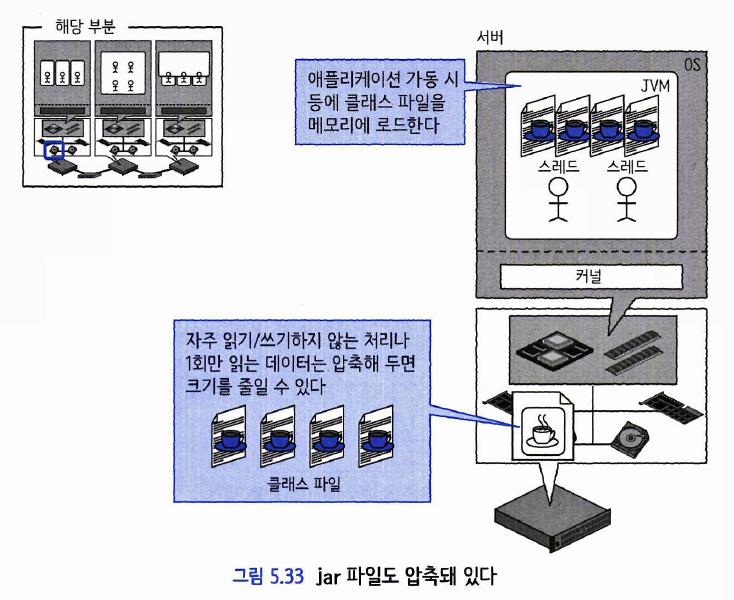 해당 부분
서버
OS
애플리케이션 가동 시
등에 클래스 파일을
메모리에 로드한다
JVM
스레드 스레드
커널
자주 읽기/쓰기하지 않는 처리나
1회만 읽는 데이터는 압축해 두면
크기를 줄일 수 있다
클래스 파일
그림 5.33 jar 파일도 압축돼 있다